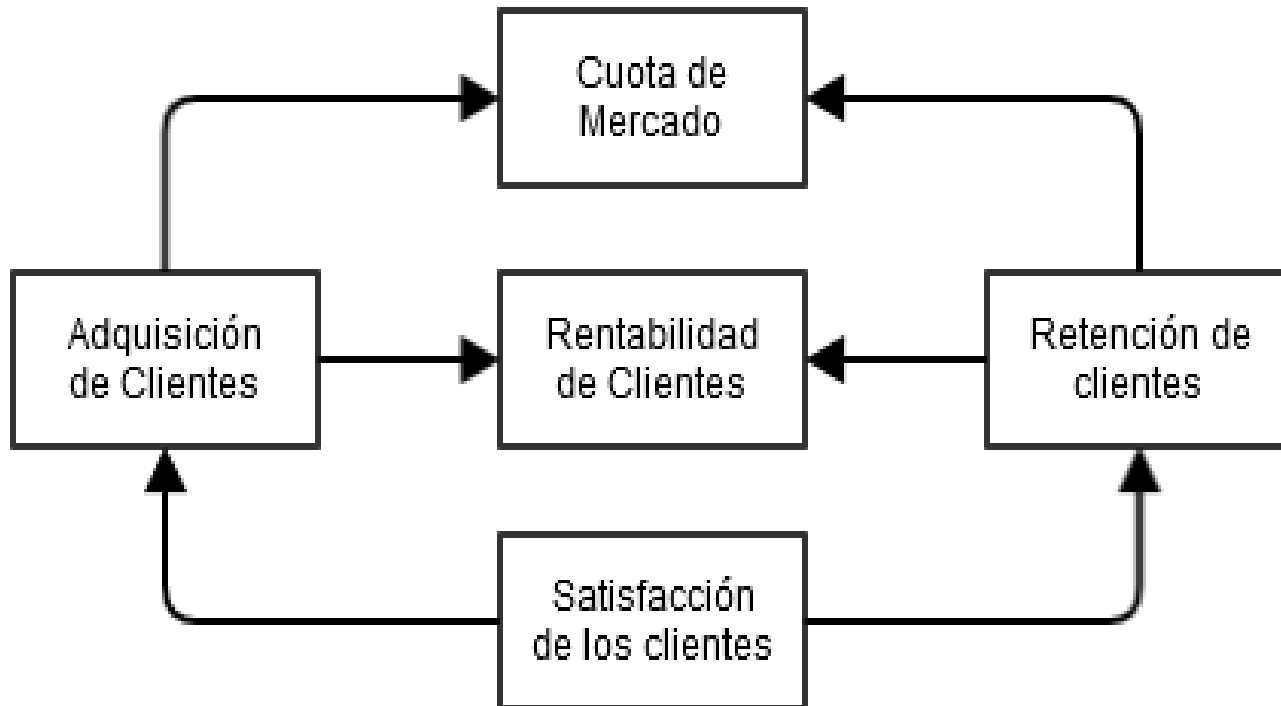 Cuota de
Mercado
Adquisición
de Clientes
Rentabilidad
de Clientes
Retención de
clientes
Satisfacción
de los clientes